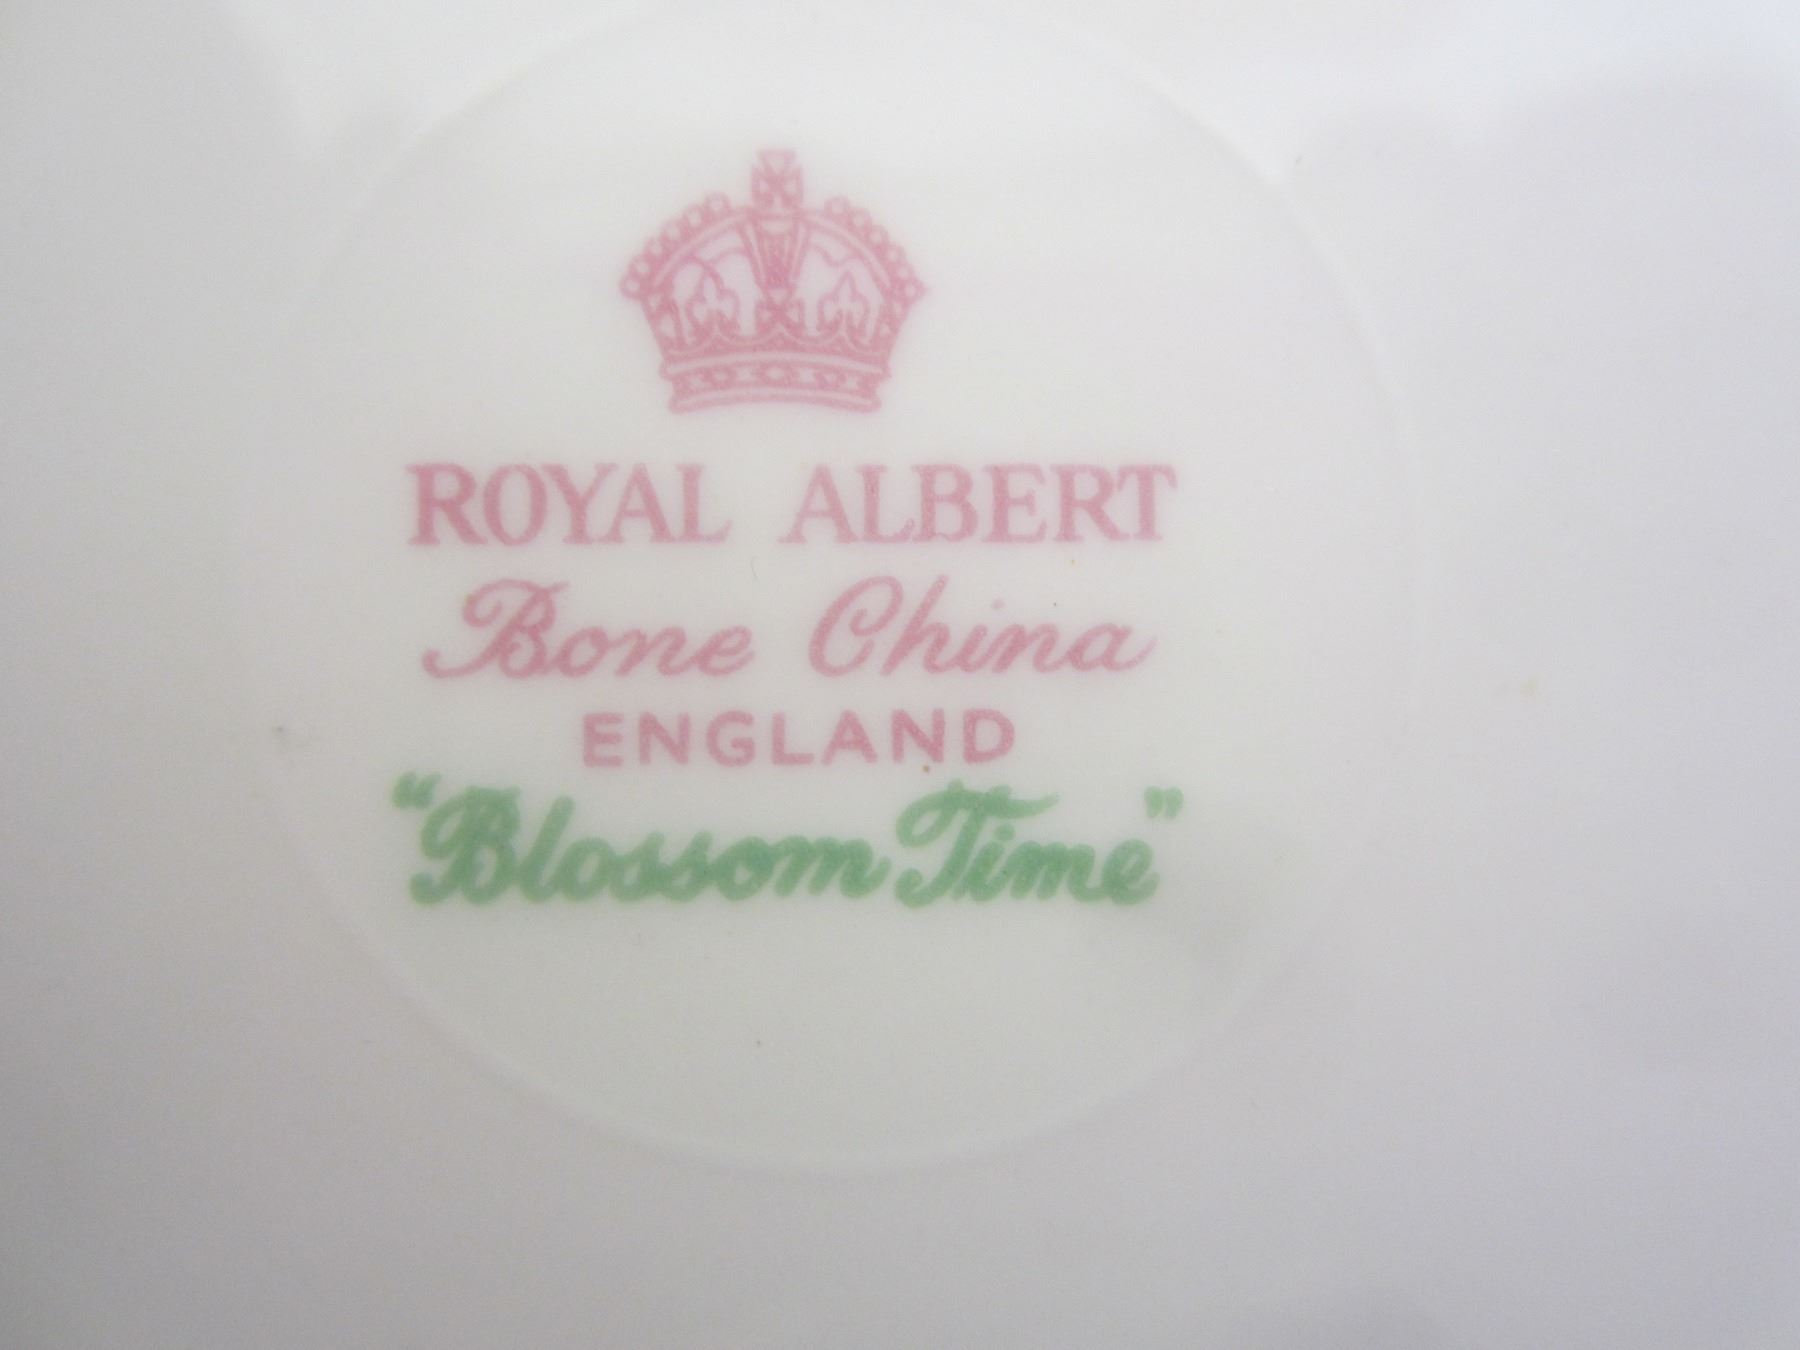 ROYAL ALBERT
Bone China
ENGLAND
“Blossom Time”